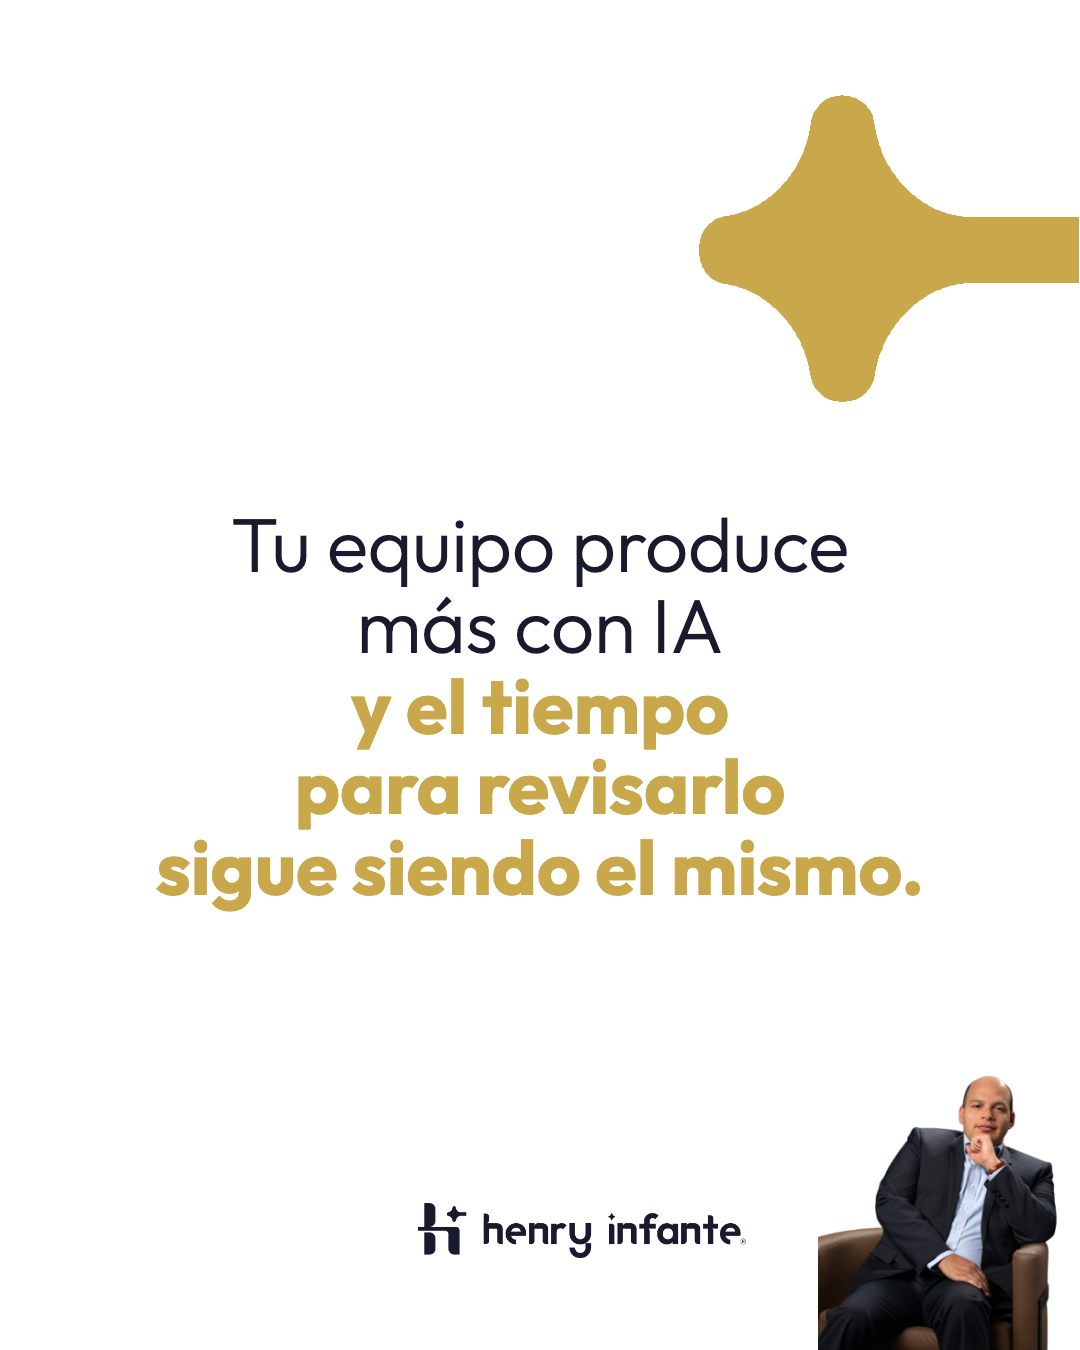 Tu equipo produce
más con IA
y el tiempo
para revisarlo
sigue siendo el mismo.
henry infante®